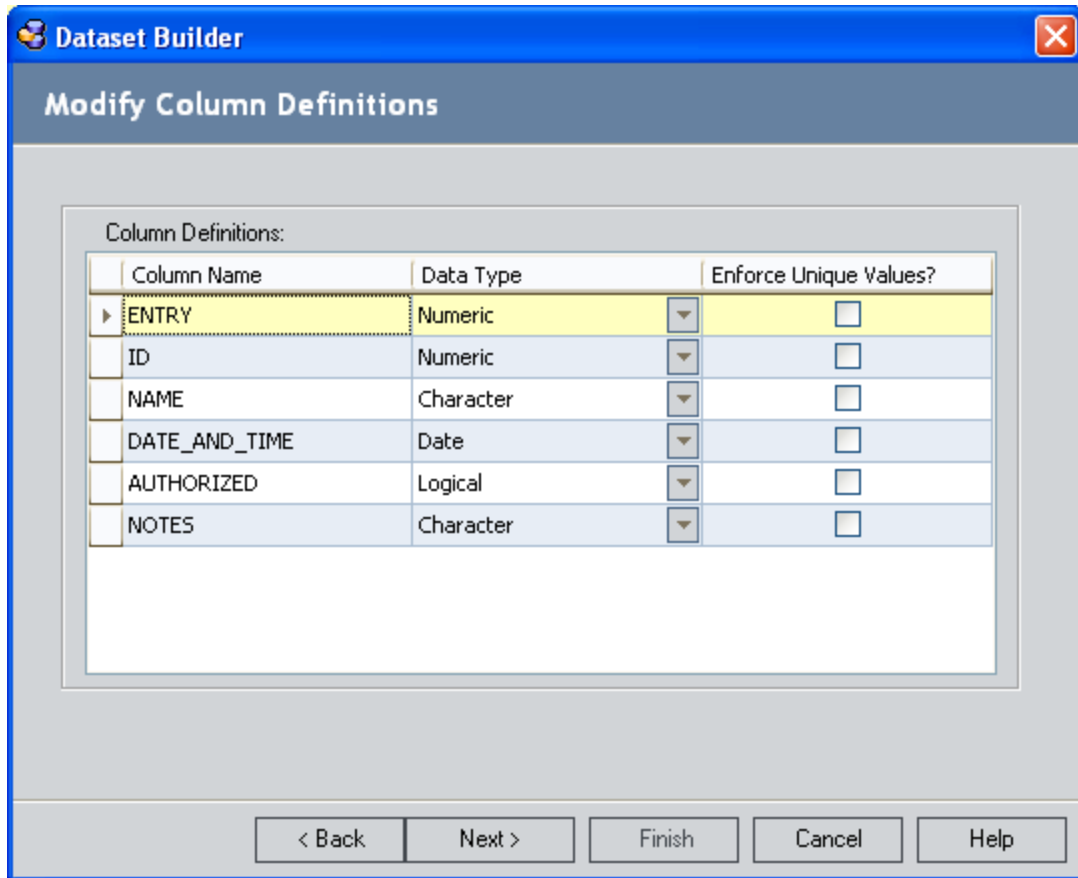 Dataset Builder
Modify Column Definitions
Column Definitions:
Column Name Data Type Enforce Unique Values?
ENTRY Numeric
ID Numeric
NAME Character
DATE_AND_TIME Date
AUTHORIZED Logical
NOTES Character
< Back Next > Finish Cancel Help